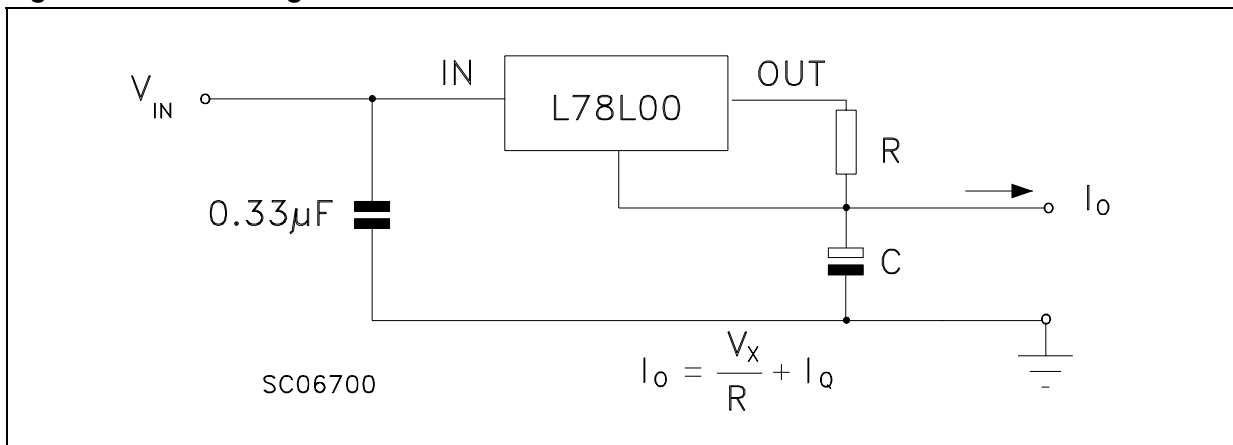 V_IN
IN
L78L00
OUT
R
0.33μF
I_O
C
I_O = V_X/R + I_Q
SC06700